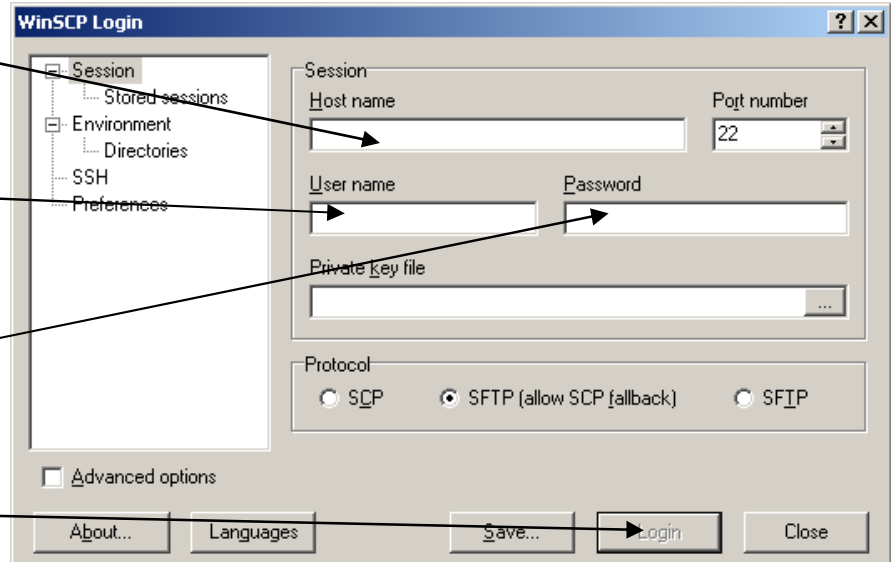 WinSCP Login
Session
Stored sessions
Environment
Directories
SSH
Preferences
Session
Host name
Port number
22
User name
Password
Private key file
...
Protocol
SCP
SFTP (allow SCP fallback)
SFTP
Advanced options
About...
Languages
Save...
Login
Close